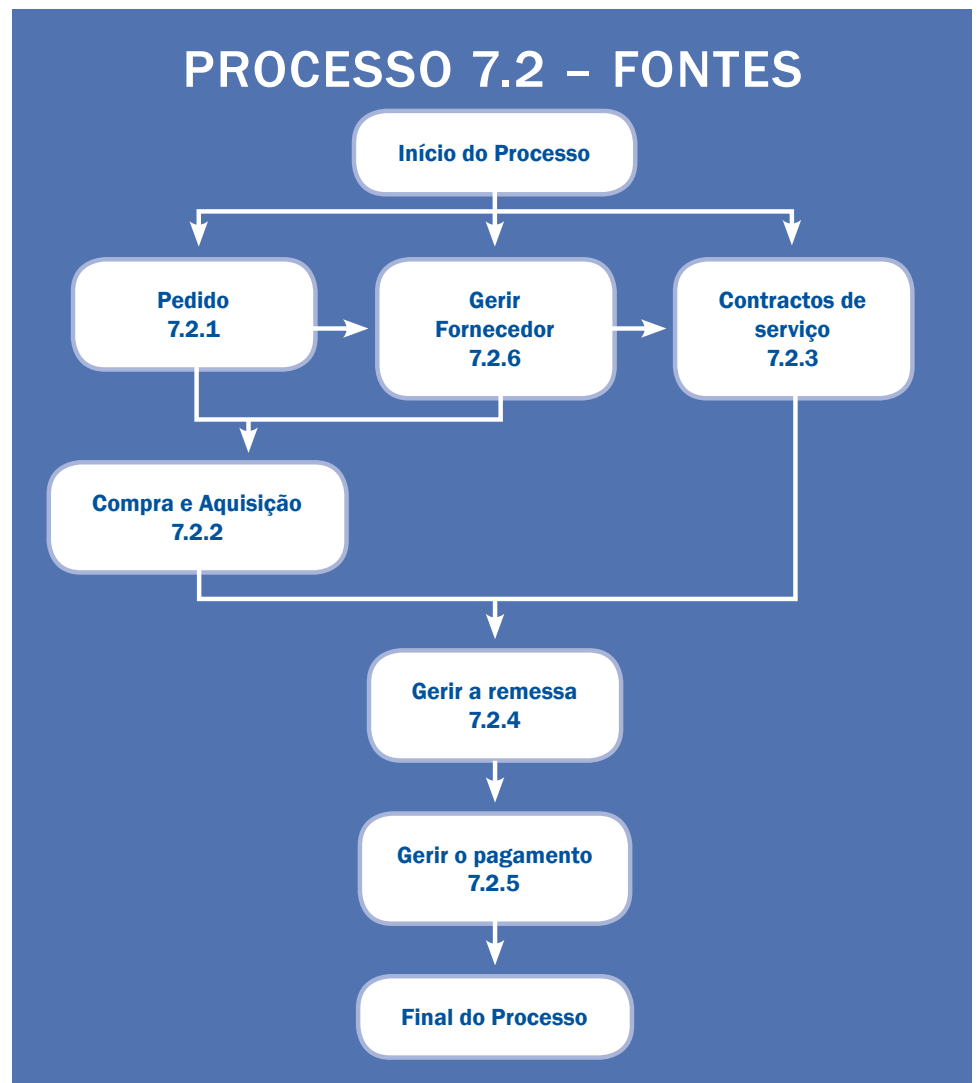 PROCESSO 7.2 – FONTES
Início do Processo
Pedido
7.2.1
Gerir
Fornecedor
7.2.6
Contractos de
serviço
7.2.3
Compra e Aquisição
7.2.2
Gerir a remessa
7.2.4
Gerir o pagamento
7.2.5
Final do Processo